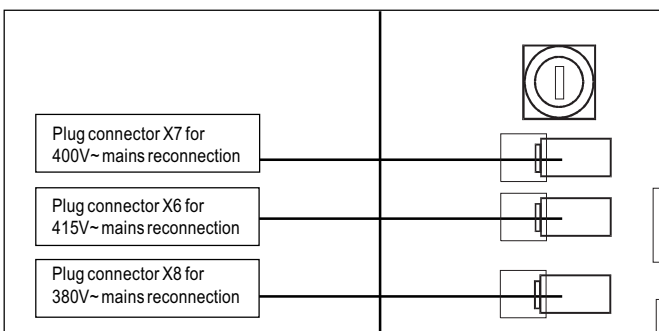 Plug connector X7 for
400V~ mains reconnection
Plug connector X6 for
415V~ mains reconnection
Plug connector X8 for
380V~ mains reconnection